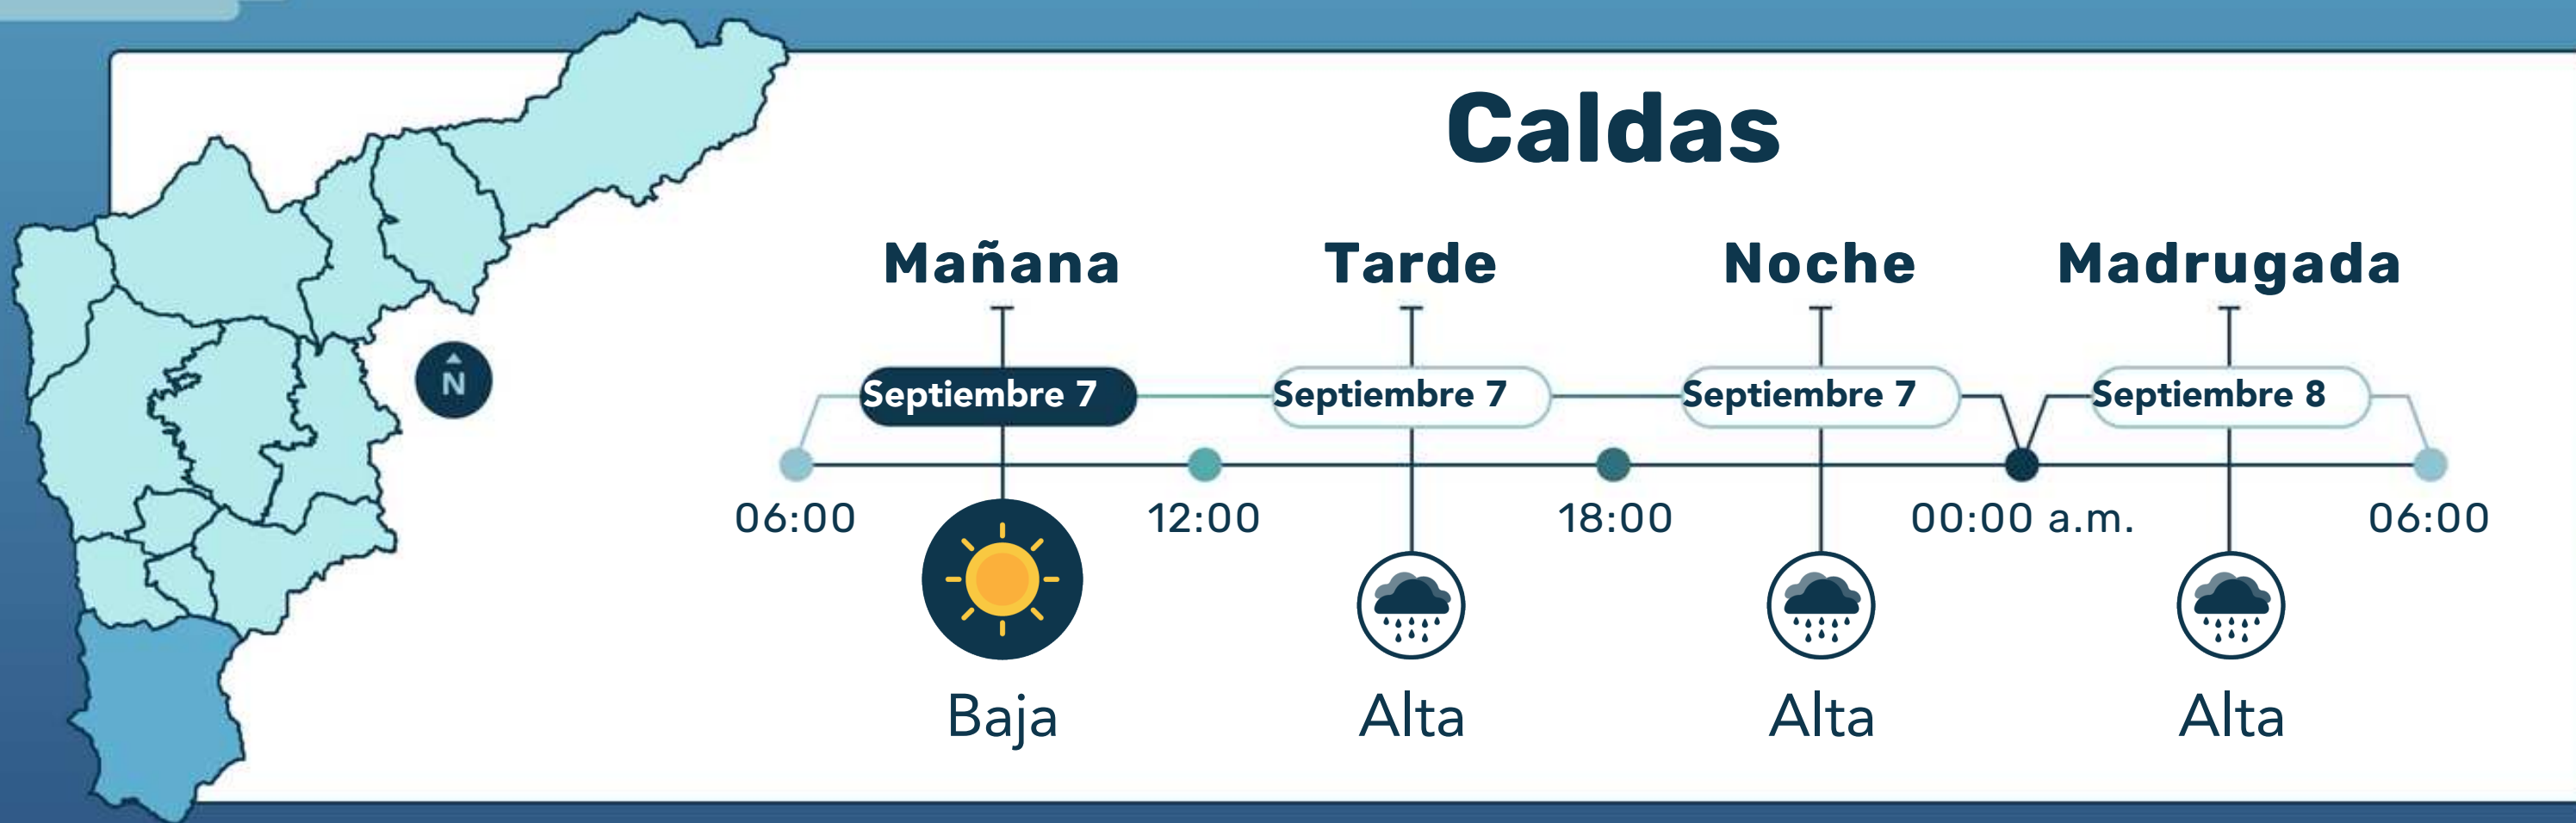 Caldas
Mañana Tarde Noche Madrugada
N
Septiembre 7 Septiembre 7 Septiembre 7 Septiembre 8
06:00 12:00 18:00 00:00 a.m. 06:00
Baja Alta Alta Alta